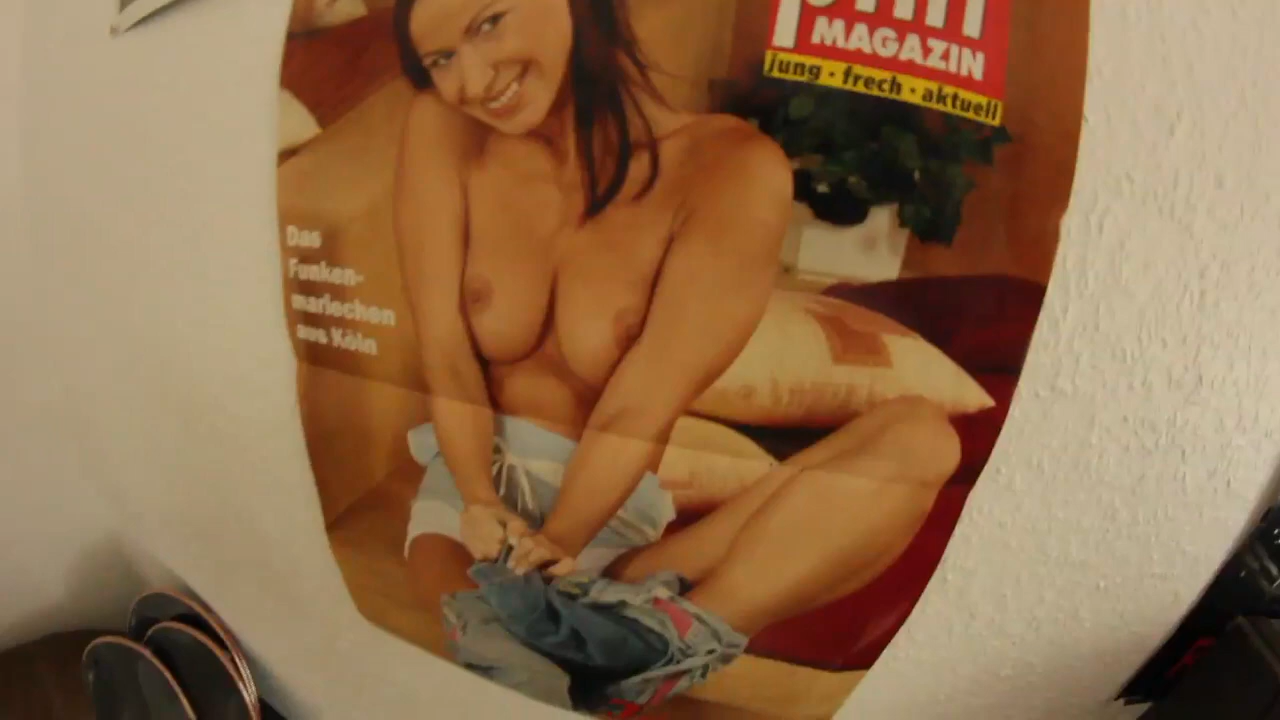 MAGAZIN
jung · frech · aktuell
Das
Funken-
mariechen
aus Köln